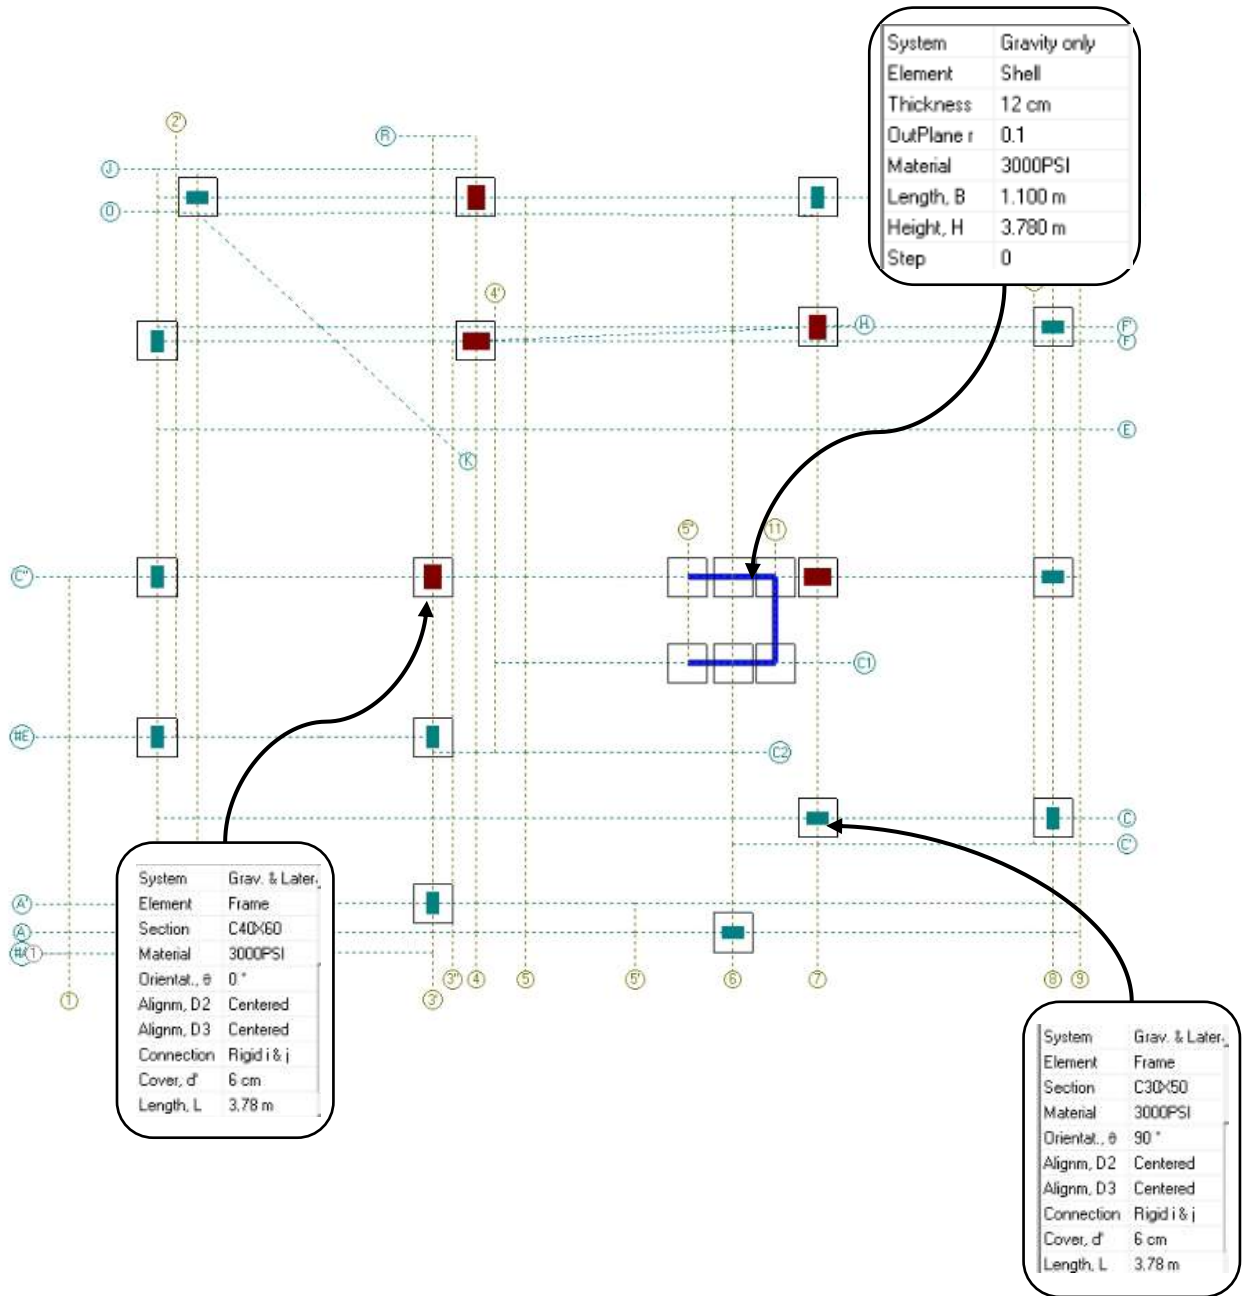 System Gravity only
Element Shell
Thickness 12 cm
OutPlane r 0.1
Material 3000PSI
Length, B 1.100 m
Height, H 3.780 m
Step 0
2'
R
J
O
4'
H
F'
F
E
K
5"
11
C"
C1
#E
C2
C
C'
A'
A
1
1
3'
3"
4
5
5'
6
7
8
9
System Grav. & Later.
Element Frame
Section C40X60
Material 3000PSI
Orientat., θ 0 °
Alignm, D2 Centered
Alignm, D3 Centered
Connection Rigid i & j
Cover, d' 6 cm
Length, L 3.78 m
System Grav. & Later.
Element Frame
Section C30X50
Material 3000PSI
Orientat., θ 90 °
Alignm, D2 Centered
Alignm, D3 Centered
Connection Rigid i & j
Cover, d' 6 cm
Length, L 3.78 m